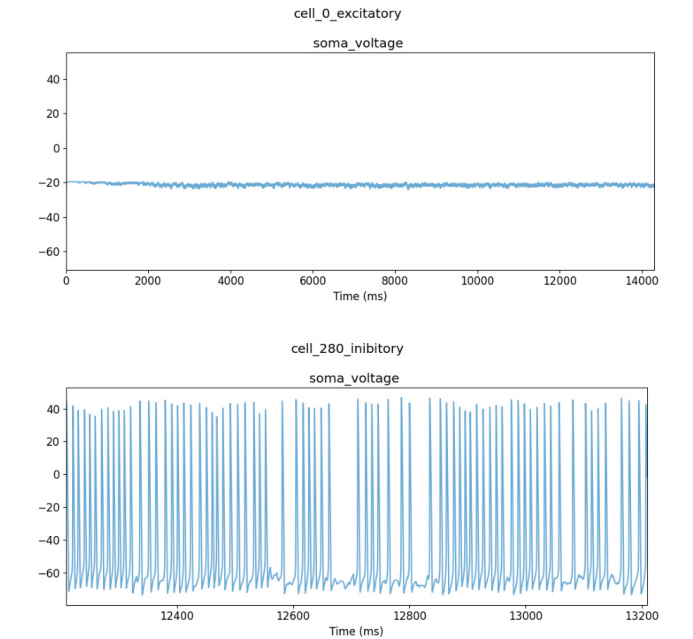 cell_0_excitatory
soma_voltage
40
20
0
−20
−40
−60
0 2000 4000 6000 8000 10000 12000 14000
Time (ms)
cell_280_inibitory
soma_voltage
40
20
0
−20
−40
−60
12400 12600 12800 13000 13200
Time (ms)